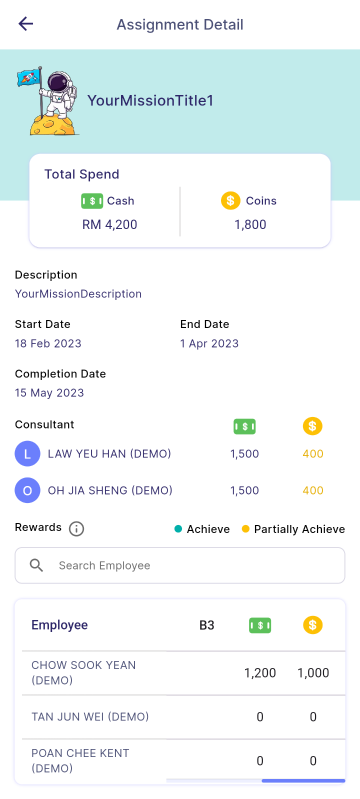 Assignment Detail
YourMissionTitle1
Total Spend
Cash
Coins
RM 4,200
1,800
Description
YourMissionDescription
Start Date
End Date
18 Feb 2023
1 Apr 2023
Completion Date
15 May 2023
Consultant
L LAW YEU HAN (DEMO) 1,500 400
O OH JIA SHENG (DEMO) 1,500 400
Rewards Achieve Partially Achieve
Search Employee
Employee B3
CHOW SOOK YEAN
(DEMO)
1,200 1,000
TAN JUN WEI (DEMO) 0 0
POAN CHEE KENT
(DEMO)
0 0